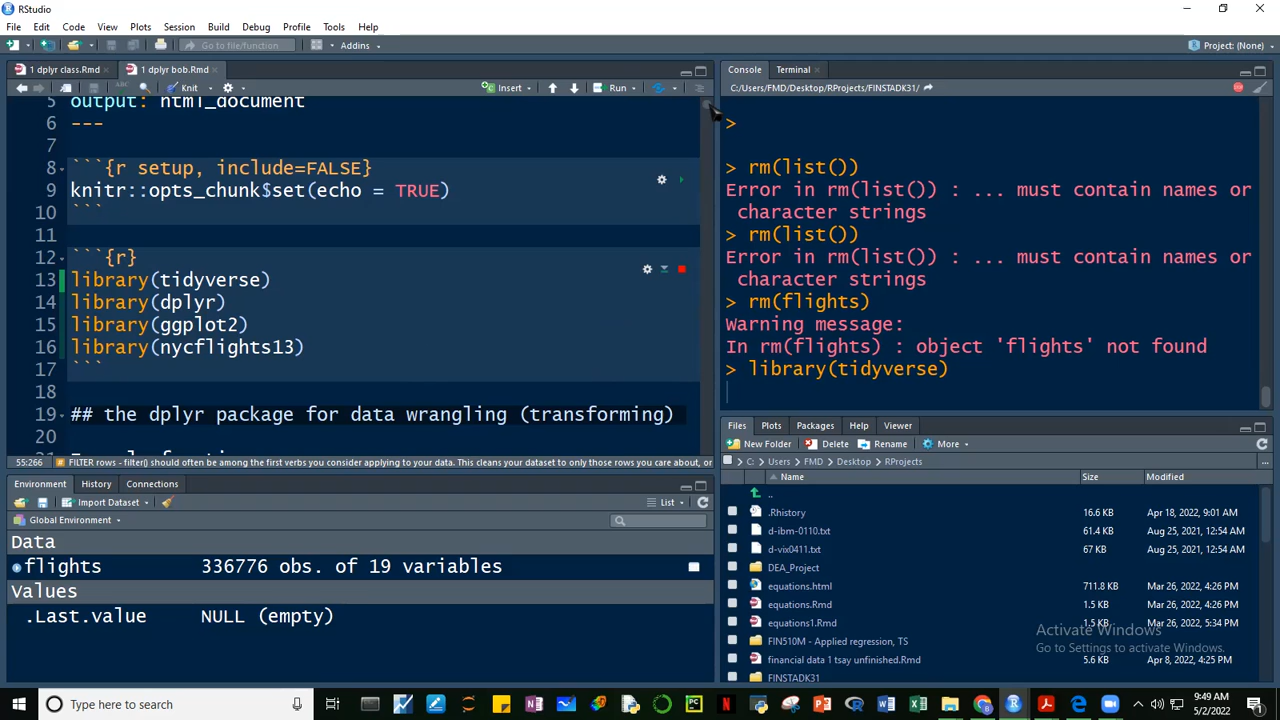 RStudio
File Edit Code View Plots Session Build Debug Profile Tools Help
Go to file/function Addins Project: (None)
1 dplyr class.Rmd 1 dplyr bob.Rmd
Knit Insert Run
5 output: html_document
6 ---
7
8 ```{r setup, include=FALSE}
9 knitr::opts_chunk$set(echo = TRUE)
10 ```
11
12 ```{r}
13 library(tidyverse)
14 library(dplyr)
15 library(ggplot2)
16 library(nycflights13)
17 ```
18
19 ## the dplyr package for data wrangling (transforming)
20
55:266 FILTER rows - filter() should often be among the first verbs you consider applying to your data. This cleans your dataset to only those rows you care about, or
Environment History Connections
Import Dataset List
Global Environment
Data
flights 336776 obs. of 19 variables
Values
.Last.value NULL (empty)
Console Terminal
C:/Users/FMD/Desktop/RProjects/FINSTADK31/
>
> rm(list())
Error in rm(list()) : ... must contain names or
character strings
> rm(list())
Error in rm(list()) : ... must contain names or
character strings
> rm(flights)
Warning message:
In rm(flights) : object 'flights' not found
> library(tidyverse)
Files Plots Packages Help Viewer
New Folder Delete Rename More
C: Users FMD Desktop RProjects ...
Name Size Modified
..
.Rhistory 16.6 KB Apr 18, 2022, 9:01 AM
d-ibm-0110.txt 61.4 KB Aug 25, 2021, 12:54 AM
d-vix0411.txt 67 KB Aug 25, 2021, 12:54 AM
DEA_Project
equations.html 711.8 KB Mar 26, 2022, 4:26 PM
equations.Rmd 1.5 KB Mar 26, 2022, 4:26 PM
equations1.Rmd 1.5 KB Mar 26, 2022, 5:34 PM
FIN510M - Applied regression, TS
financial data 1 tsay unfinished.Rmd 5.6 KB Apr 8, 2022, 4:25 PM
FINSTADK31
Activate Windows
Go to Settings to activate Windows.
Type here to search
9:49 AM
5/2/2022